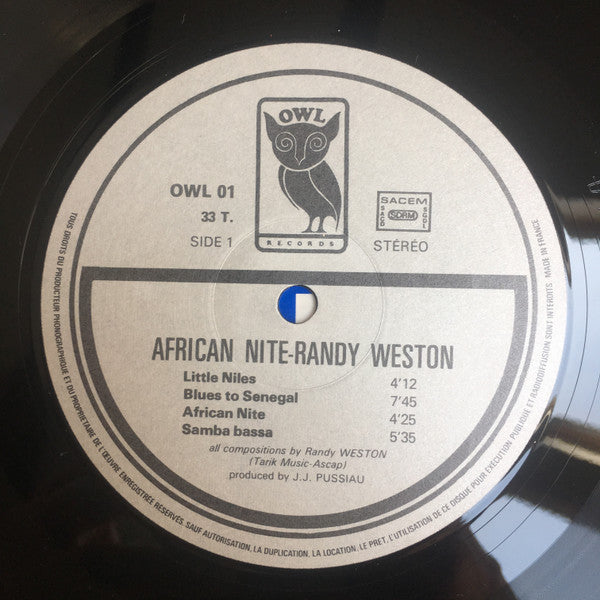 OWL
RECORDS
OWL 01
33 T.
SIDE 1
SACEM
SACD
SDRM
SGDL
STÉRÉO
AFRICAN NITE-RANDY WESTON
Little Niles 4'12
Blues to Senegal 7'45
African Nite 4'25
Samba bassa 5'35
all compositions by Randy WESTON
(Tarik Music-Ascap)
produced by J.J. PUSSIAU
TOUS DROITS DU PRODUCTEUR PHONOGRAPHIQUE ET DU PROPRIETAIRE DE L'ŒUVRE ENREGISTREE RESERVES. SAUF AUTORISATION, LA DUPLICATION, LA LOCATION, LE PRET, L'UTILISATION DE CE DISQUE POUR EXECUTION PUBLIQUE ET RADIODIFFUSION SONT INTERDITS. MADE IN FRANCE